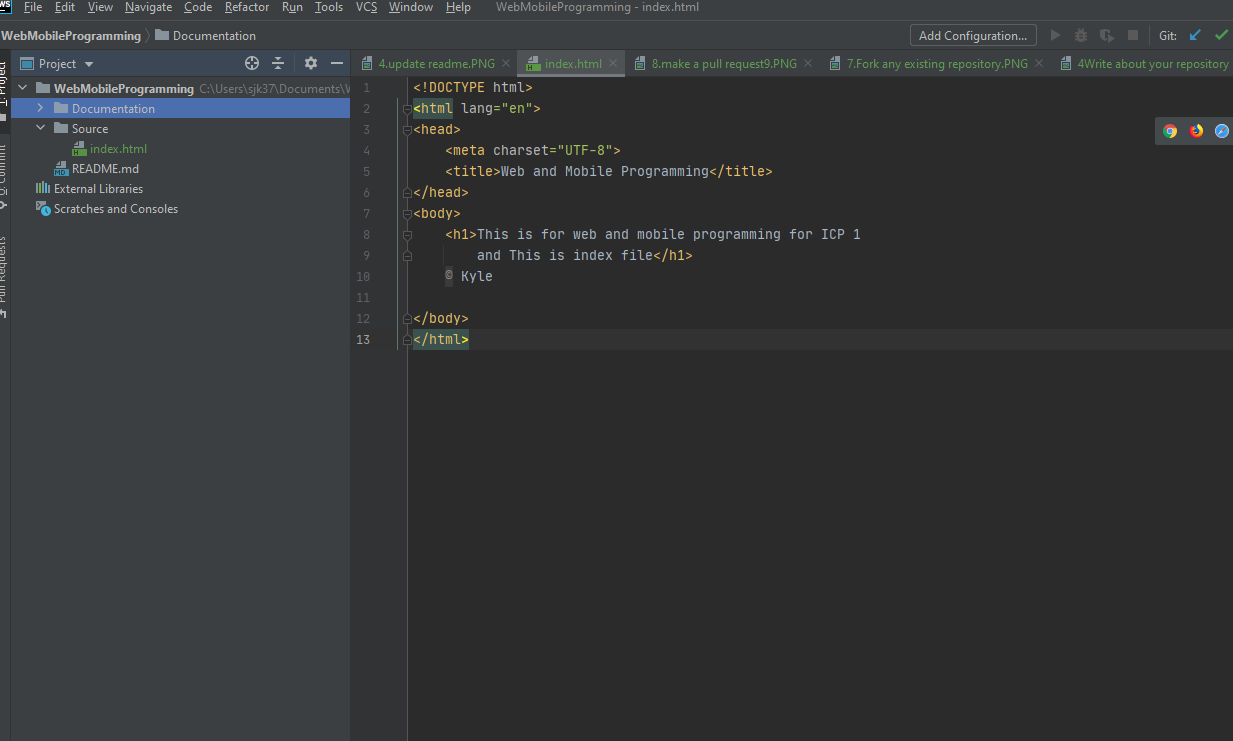 WS File Edit View Navigate Code Refactor Run Tools VCS Window Help WebMobileProgramming - index.html
WebMobileProgramming Documentation Add Configuration... Git:
Project 4.update readme.PNG index.html 8.make a pull request9.PNG 7.Fork any existing repository.PNG 4Write about your repository
WebMobileProgramming C:\Users\sjk37\Documents\
Documentation
Source
index.html
README.md
External Libraries
Scratches and Consoles
1: Project
Commit
Pull Requests
1 <!DOCTYPE html>
2 <html lang="en">
3 <head>
4 <meta charset="UTF-8">
5 <title>Web and Mobile Programming</title>
6 </head>
7 <body>
8 <h1>This is for web and mobile programming for ICP 1
9 and This is index file</h1>
10 © Kyle
11
12 </body>
13 </html>